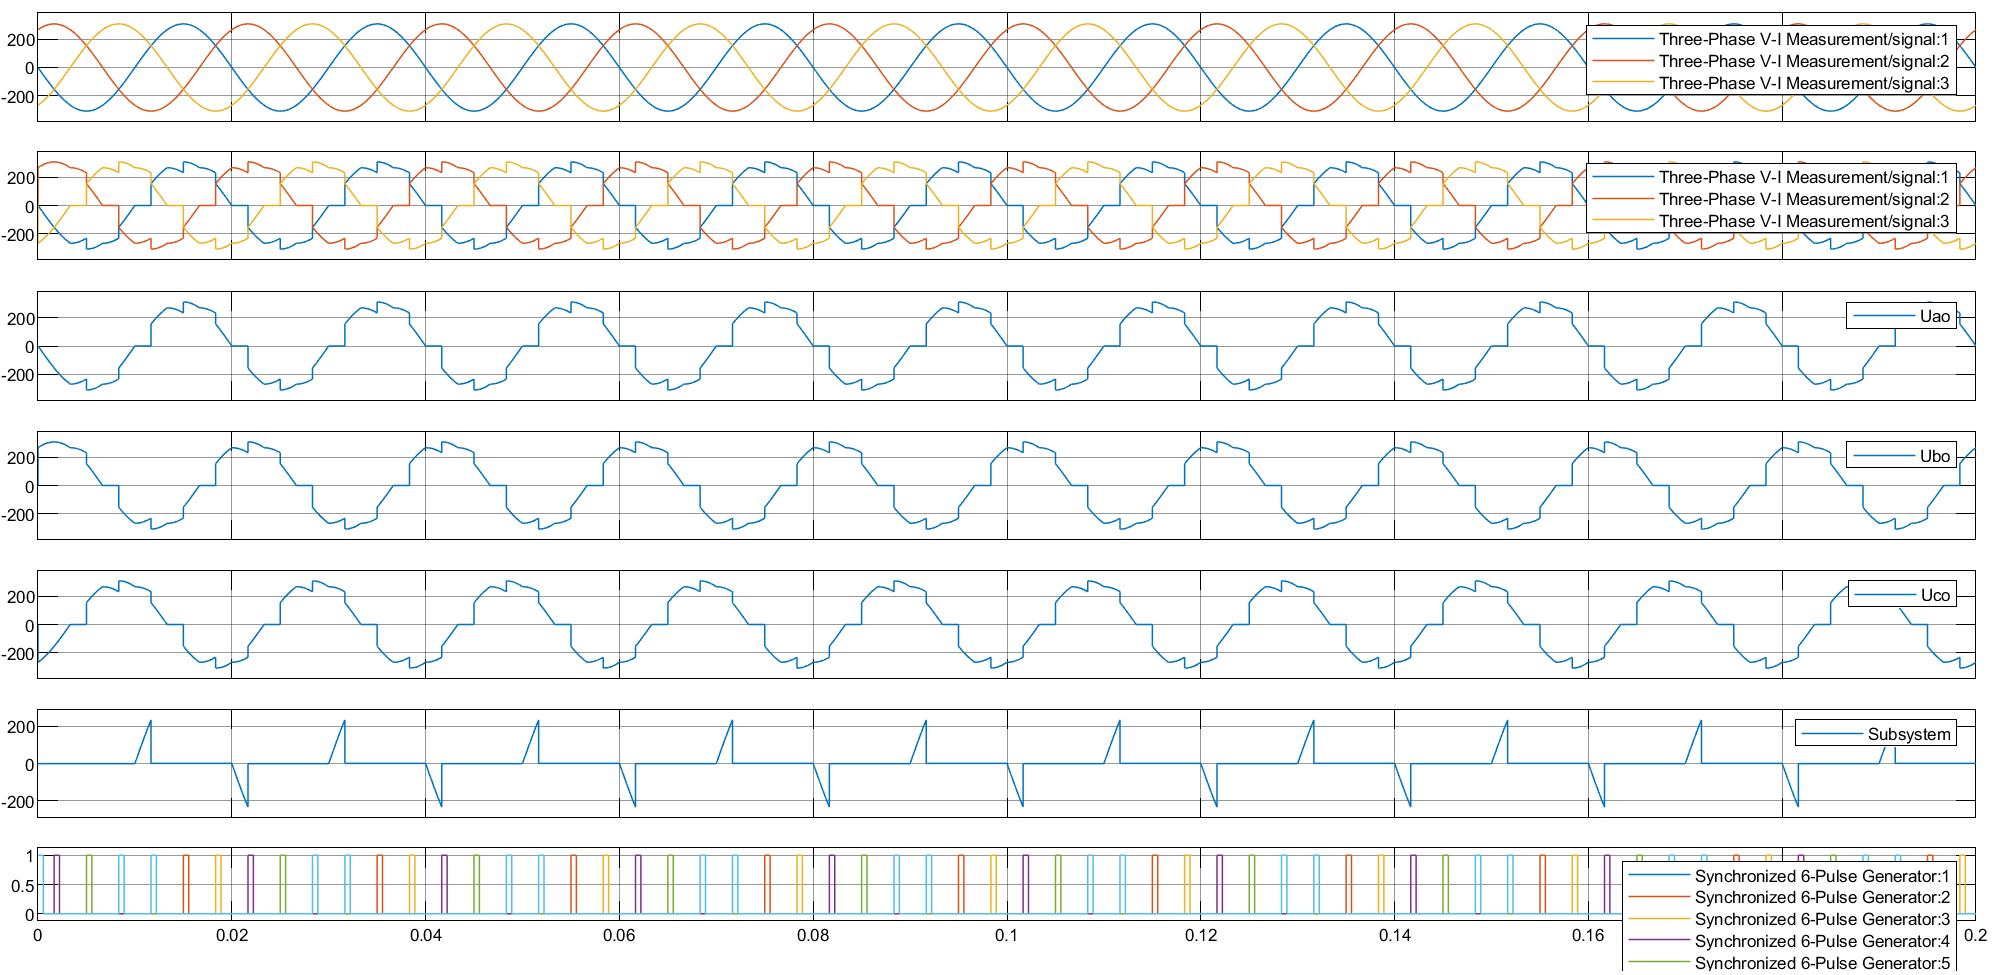 200
0
-200
Three-Phase V-I Measurement/signal:1
Three-Phase V-I Measurement/signal:2
Three-Phase V-I Measurement/signal:3
200
0
-200
Three-Phase V-I Measurement/signal:1
Three-Phase V-I Measurement/signal:2
Three-Phase V-I Measurement/signal:3
200
0
-200
Uao
200
0
-200
Ubo
200
0
-200
Uco
200
0
-200
Subsystem
1
0.5
0
Synchronized 6-Pulse Generator:1
Synchronized 6-Pulse Generator:2
Synchronized 6-Pulse Generator:3
Synchronized 6-Pulse Generator:4
Synchronized 6-Pulse Generator:5
0 0.02 0.04 0.06 0.08 0.1 0.12 0.14 0.16 0.2